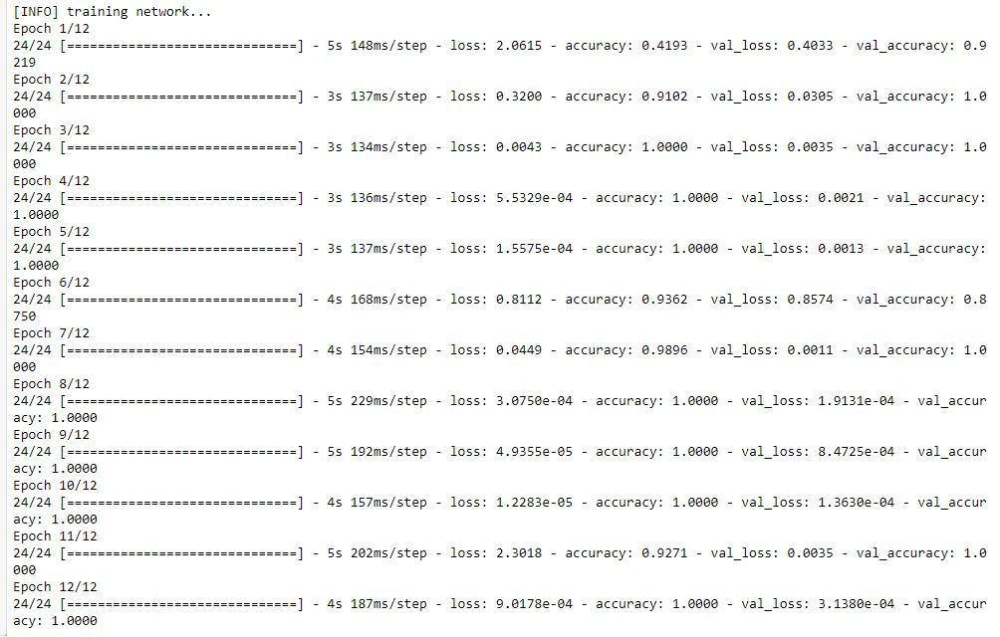 [INFO] training network...
Epoch 1/12
24/24 [==============================] - 5s 148ms/step - loss: 2.0615 - accuracy: 0.4193 - val_loss: 0.4033 - val_accuracy: 0.9
219
Epoch 2/12
24/24 [==============================] - 3s 137ms/step - loss: 0.3200 - accuracy: 0.9102 - val_loss: 0.0305 - val_accuracy: 1.0
000
Epoch 3/12
24/24 [==============================] - 3s 134ms/step - loss: 0.0043 - accuracy: 1.0000 - val_loss: 0.0035 - val_accuracy: 1.0
000
Epoch 4/12
24/24 [==============================] - 3s 136ms/step - loss: 5.5329e-04 - accuracy: 1.0000 - val_loss: 0.0021 - val_accuracy:
1.0000
Epoch 5/12
24/24 [==============================] - 3s 137ms/step - loss: 1.5575e-04 - accuracy: 1.0000 - val_loss: 0.0013 - val_accuracy:
1.0000
Epoch 6/12
24/24 [==============================] - 4s 168ms/step - loss: 0.8112 - accuracy: 0.9362 - val_loss: 0.8574 - val_accuracy: 0.8
750
Epoch 7/12
24/24 [==============================] - 4s 154ms/step - loss: 0.0449 - accuracy: 0.9896 - val_loss: 0.0011 - val_accuracy: 1.0
000
Epoch 8/12
24/24 [==============================] - 5s 229ms/step - loss: 3.0750e-04 - accuracy: 1.0000 - val_loss: 1.9131e-04 - val_accur
acy: 1.0000
Epoch 9/12
24/24 [==============================] - 5s 192ms/step - loss: 4.9355e-05 - accuracy: 1.0000 - val_loss: 8.4725e-04 - val_accur
acy: 1.0000
Epoch 10/12
24/24 [==============================] - 4s 157ms/step - loss: 1.2283e-05 - accuracy: 1.0000 - val_loss: 1.3630e-04 - val_accur
acy: 1.0000
Epoch 11/12
24/24 [==============================] - 5s 202ms/step - loss: 2.3018 - accuracy: 0.9271 - val_loss: 0.0035 - val_accuracy: 1.0
000
Epoch 12/12
24/24 [==============================] - 4s 187ms/step - loss: 9.0178e-04 - accuracy: 1.0000 - val_loss: 3.1380e-04 - val_accur
acy: 1.0000